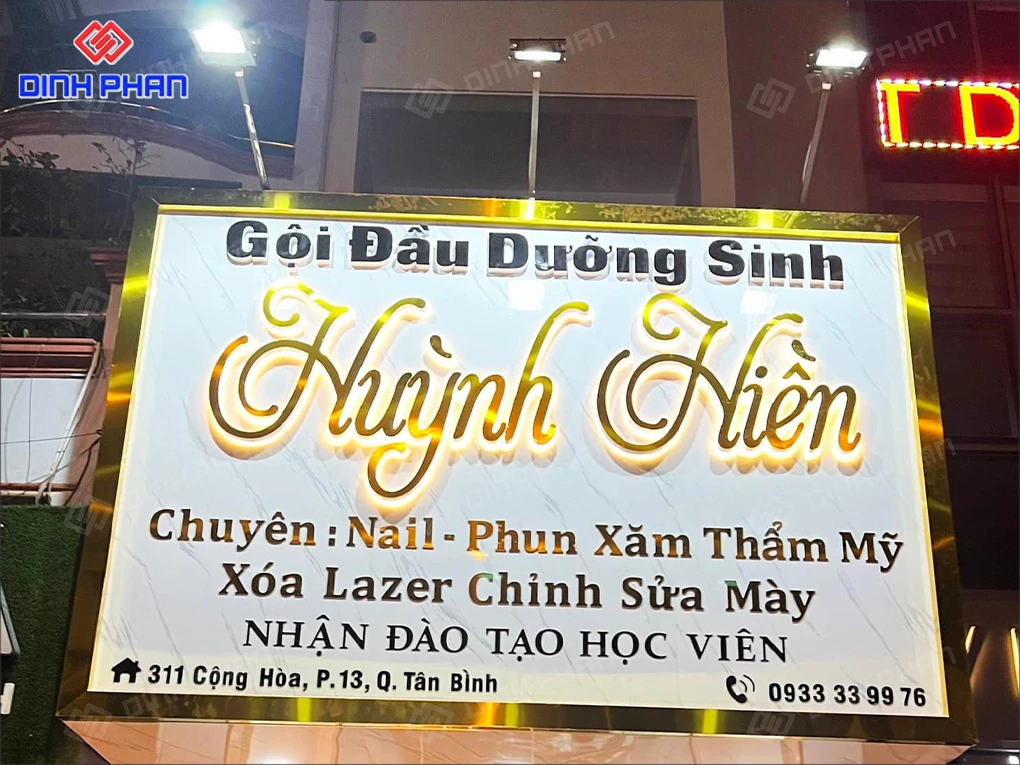 DINH PHAN
T D
Gội Đầu Dưỡng Sinh
Huỳnh Hiền
Chuyên : Nail - Phun Xăm Thẩm Mỹ
Xóa Lazer Chỉnh Sửa Mày
NHẬN ĐÀO TẠO HỌC VIÊN
311 Cộng Hòa, P.13, Q. Tân Bình
0933 33 99 76